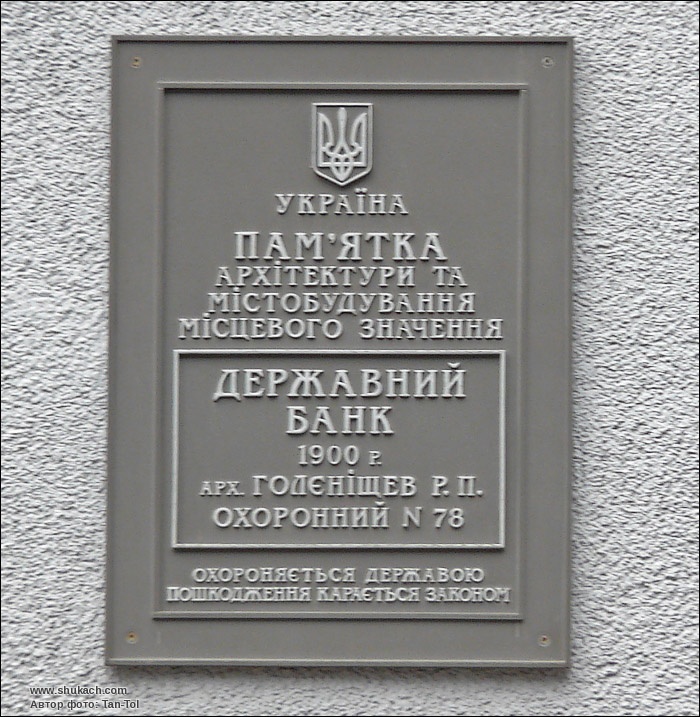 УКРАЇНА
ПАМ'ЯТКА
АРХІТЕКТУРИ ТА
МІСТОБУДУВАННЯ
МІСЦЕВОГО ЗНАЧЕННЯ
ДЕРЖАВНИЙ
БАНК
1900 Р.
АРХ. ГОЛЄНІЩЕВ Р. П.
ОХОРОННИЙ N 78
ОХОРОНЯЄТЬСЯ ДЕРЖАВОЮ
ПОШКОДЖЕННЯ КАРАЄТЬСЯ ЗАКОНОМ
www.shukach.com
Автор фото- Tan-Tol